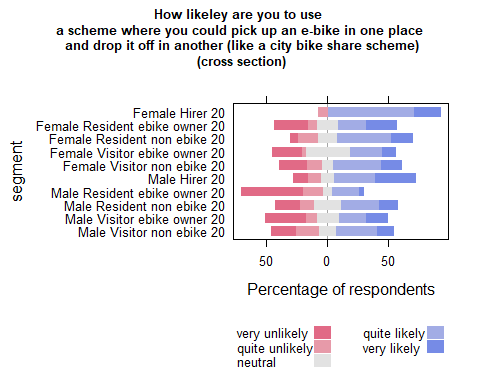 How likeley are you to use
a scheme where you could pick up an e-bike in one place
and drop it off in another (like a city bike share scheme)
(cross section)
segment
Female Hirer 20
Female Resident ebike owner 20
Female Resident non ebike 20
Female Visitor ebike owner 20
Female Visitor non ebike 20
Male Hirer 20
Male Resident ebike owner 20
Male Resident non ebike 20
Male Visitor ebike owner 20
Male Visitor non ebike 20
50 0 50
Percentage of respondents
very unlikely quite likely
quite unlikely very likely
neutral